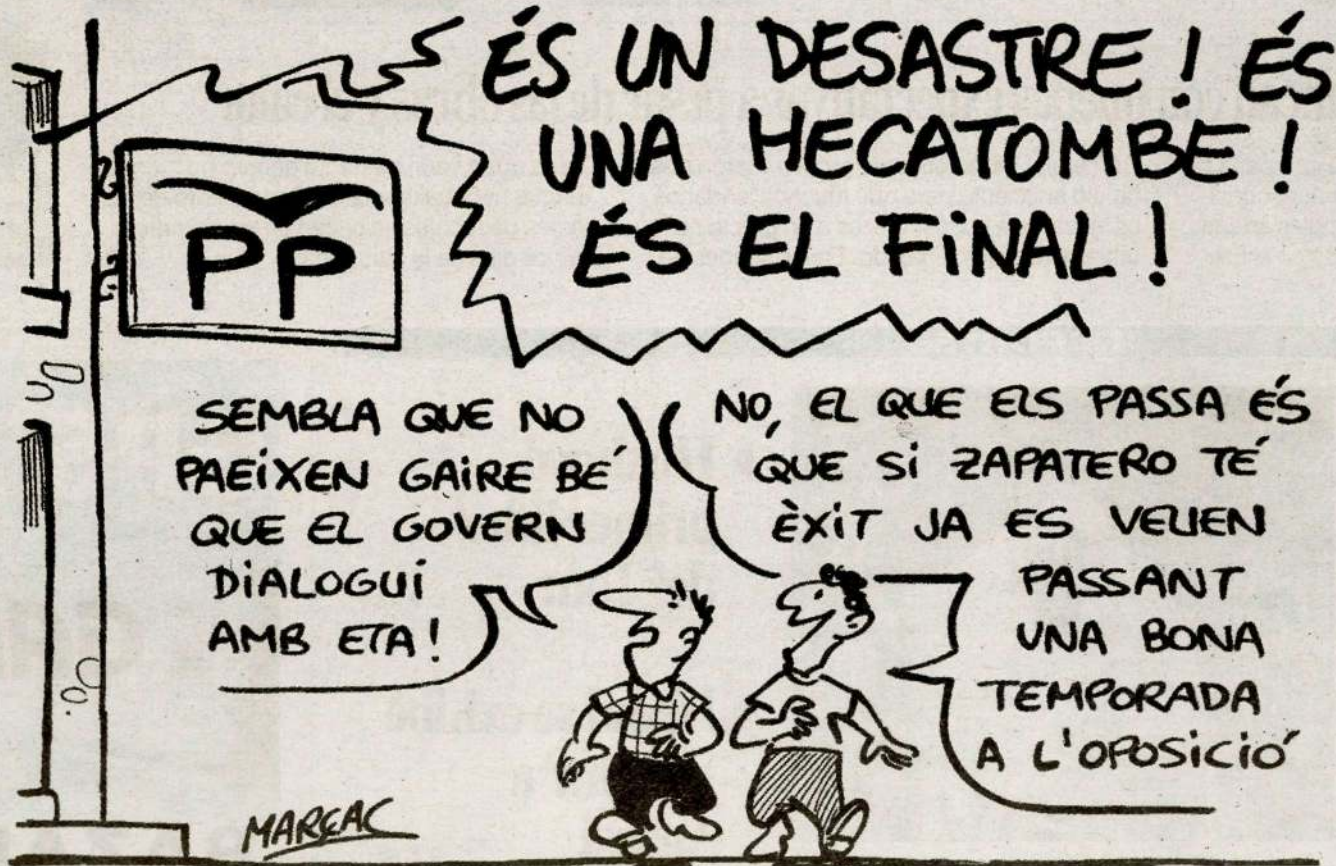 ÉS UN DESASTRE! ÉS
UNA HECATOMBE!
ÉS EL FiNAL!
PP
SEMBLA QUE NO
PAEiXEN GAiRE BÉ
QUE EL GOVERN
DiALOGUi
AMB ETA!
NO, EL QUE ELS PASSA ÉS
QUE Si ZAPATERO TÉ
ÈXiT JA ES VEUEN
PASSANT
UNA BONA
TEMPORADA
A L'OPOSiCiÓ
MARÇAC